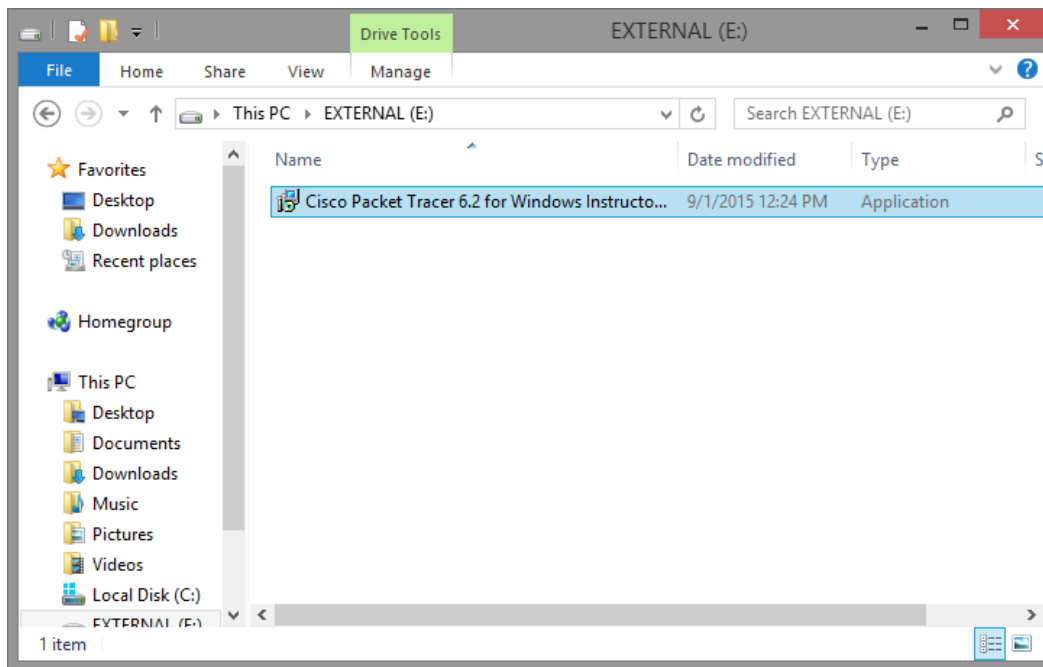 Drive Tools
EXTERNAL (E:)
File Home Share View Manage
This PC EXTERNAL (E:)
Search EXTERNAL (E:)
Name Date modified Type S
Cisco Packet Tracer 6.2 for Windows Instructo... 9/1/2015 12:24 PM Application
Favorites
Desktop
Downloads
Recent places
Homegroup
This PC
Desktop
Documents
Downloads
Music
Pictures
Videos
Local Disk (C:)
EXTERNAL (E:)
1 item